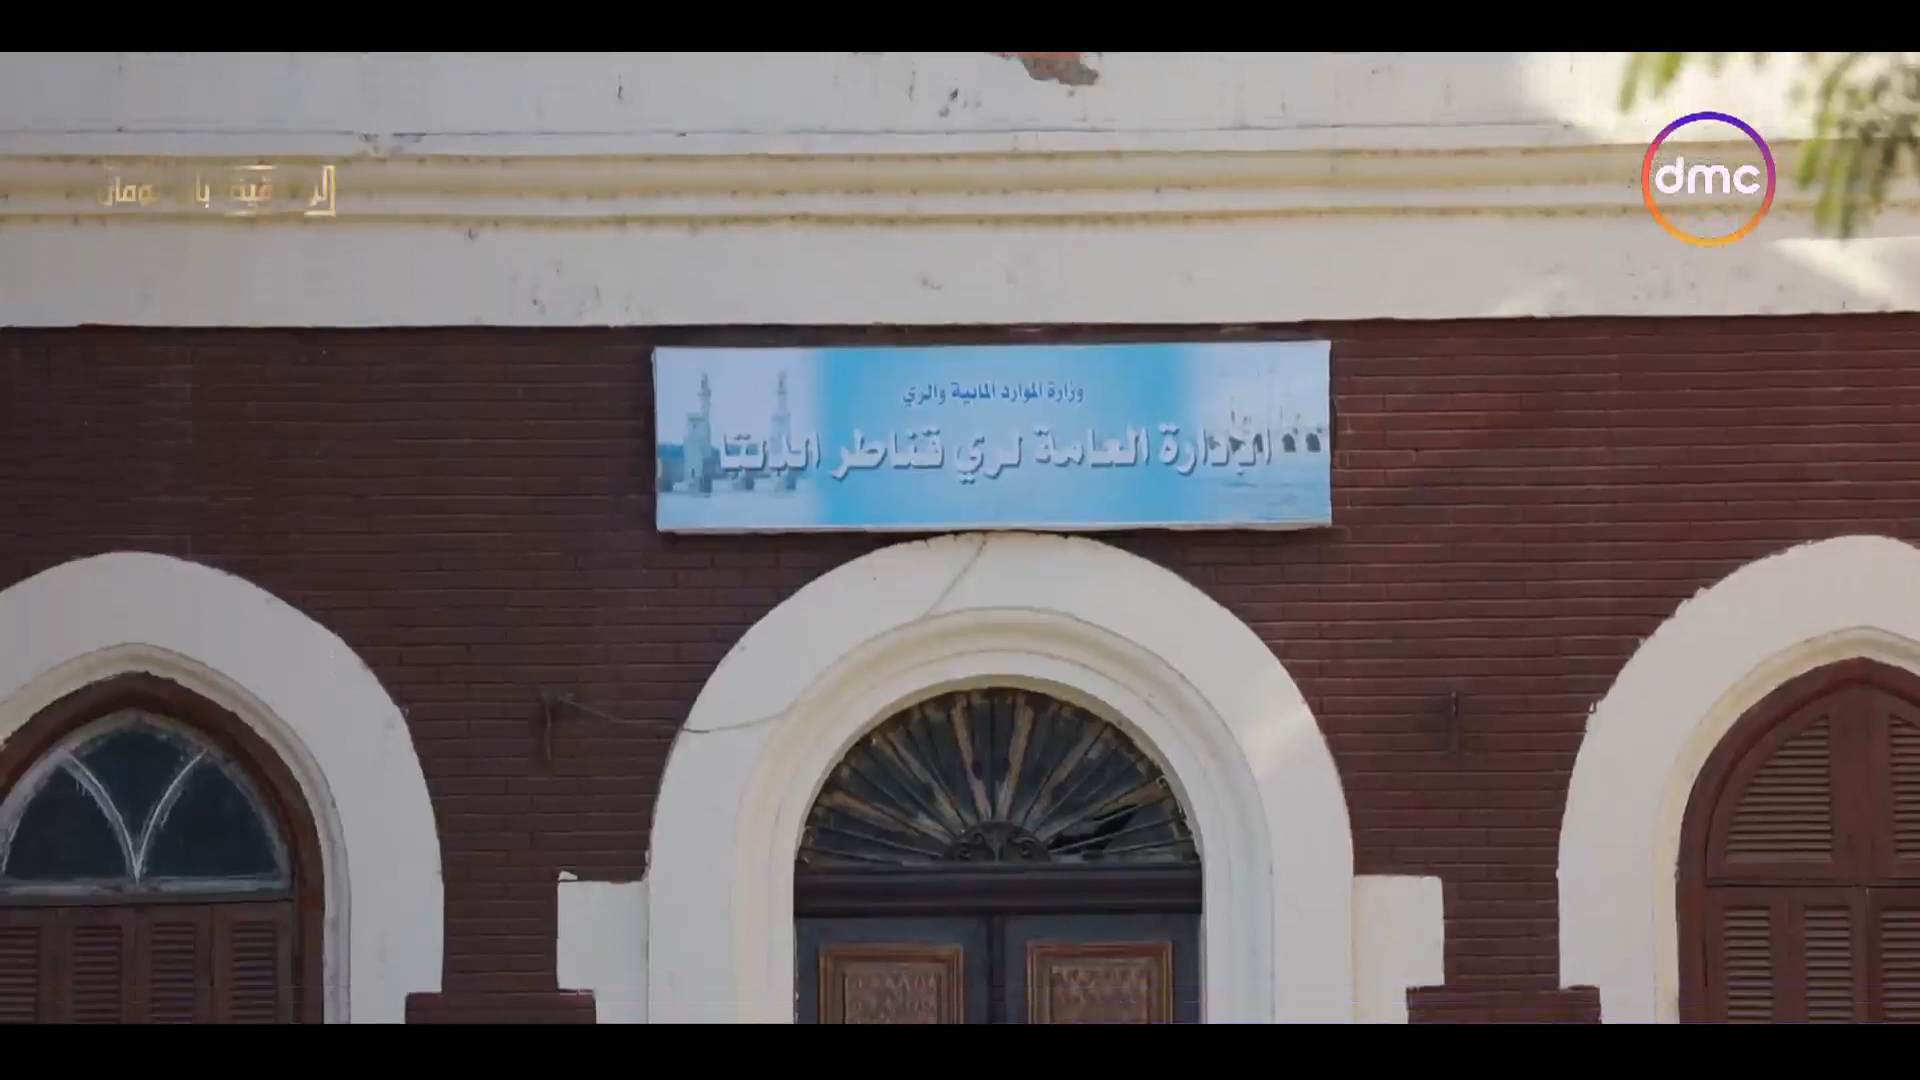 dmc
وزارة الموارد المائية والري
الإدارة العامة لري قناطر الدلتا